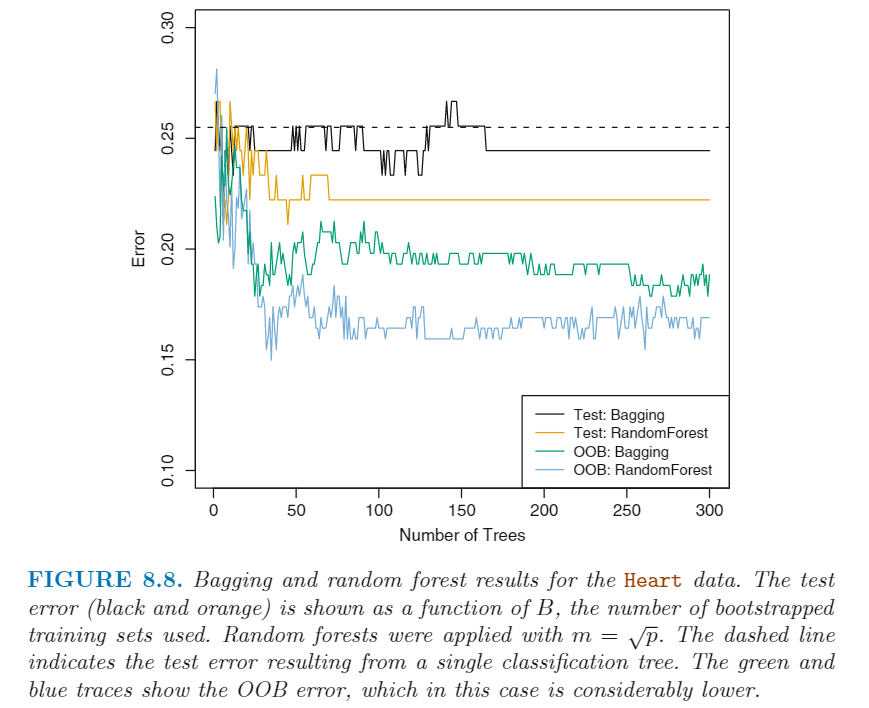 0.30
0.25
0.20
0.15
0.10
Error
0 50 100 150 200 250 300
Number of Trees
Test: Bagging
Test: RandomForest
OOB: Bagging
OOB: RandomForest
FIGURE 8.8. Bagging and random forest results for the Heart data. The test
error (black and orange) is shown as a function of B, the number of bootstrapped
training sets used. Random forests were applied with m = √p. The dashed line
indicates the test error resulting from a single classification tree. The green and
blue traces show the OOB error, which in this case is considerably lower.